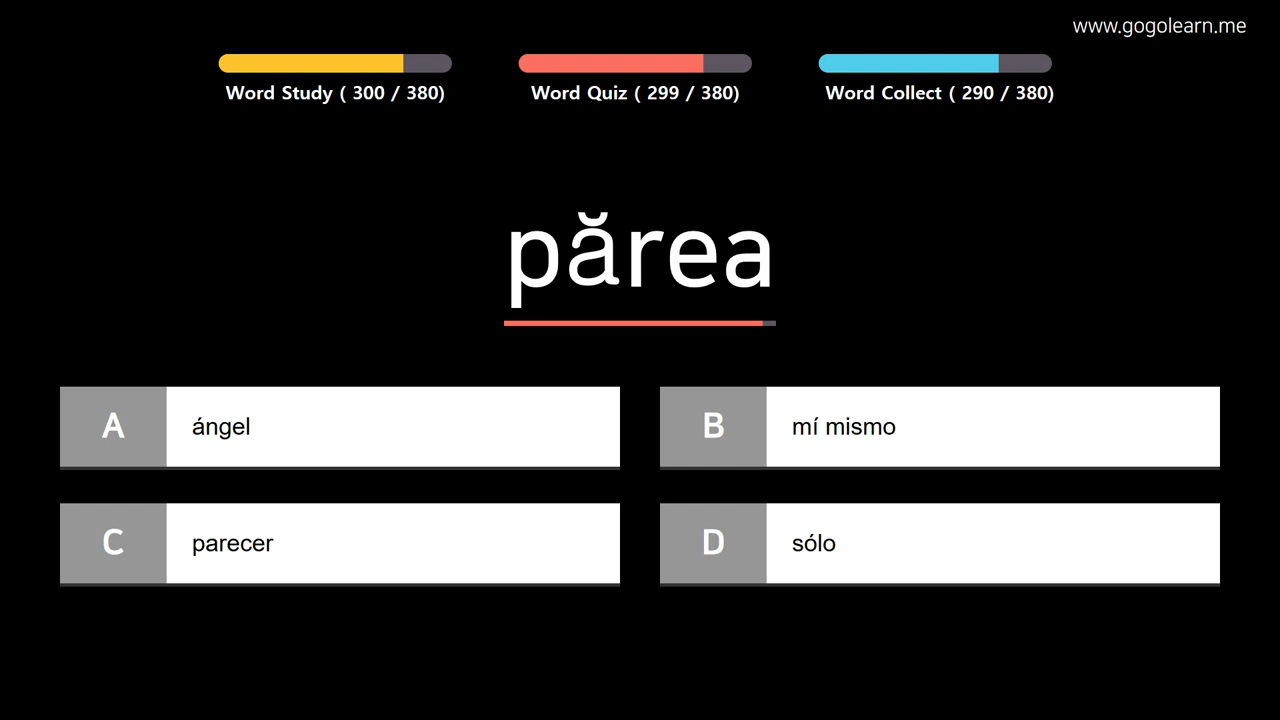 www.gogolearn.me
Word Study ( 300 / 380)
Word Quiz ( 299 / 380)
Word Collect ( 290 / 380)
părea
A ángel
B mí mismo
C parecer
D sólo